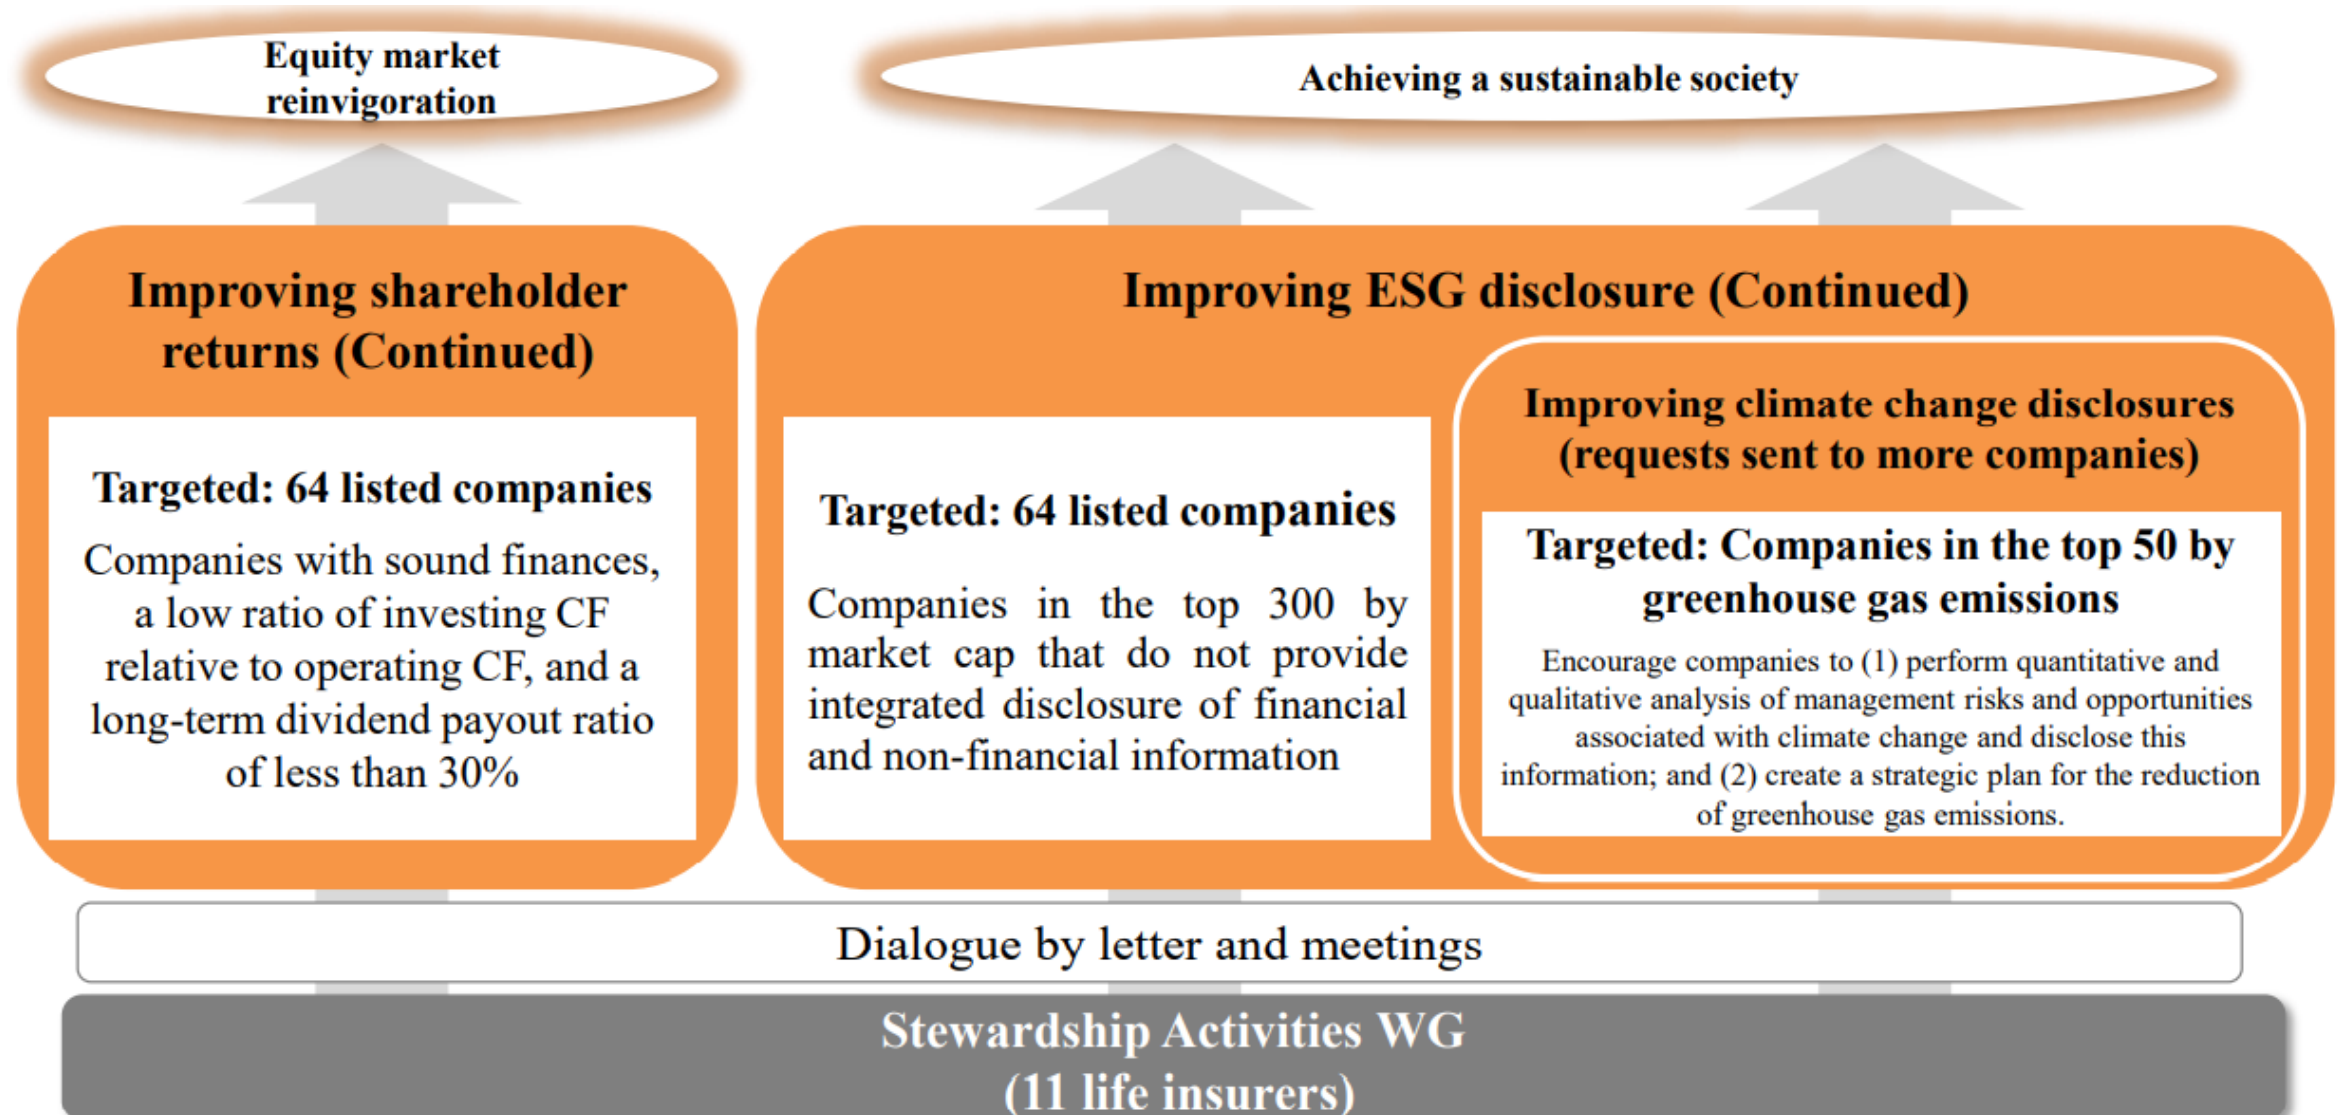 Equity market
reinvigoration
Achieving a sustainable society
Improving shareholder
returns (Continued)
Targeted: 64 listed companies
Companies with sound finances,
a low ratio of investing CF
relative to operating CF, and a
long-term dividend payout ratio
of less than 30%
Improving ESG disclosure (Continued)
Targeted: 64 listed companies
Companies in the top 300 by
market cap that do not provide
integrated disclosure of financial
and non-financial information
Improving climate change disclosures
(requests sent to more companies)
Targeted: Companies in the top 50 by
greenhouse gas emissions
Encourage companies to (1) perform quantitative and
qualitative analysis of management risks and opportunities
associated with climate change and disclose this
information; and (2) create a strategic plan for the reduction
of greenhouse gas emissions.
Dialogue by letter and meetings
Stewardship Activities WG
(11 life insurers)